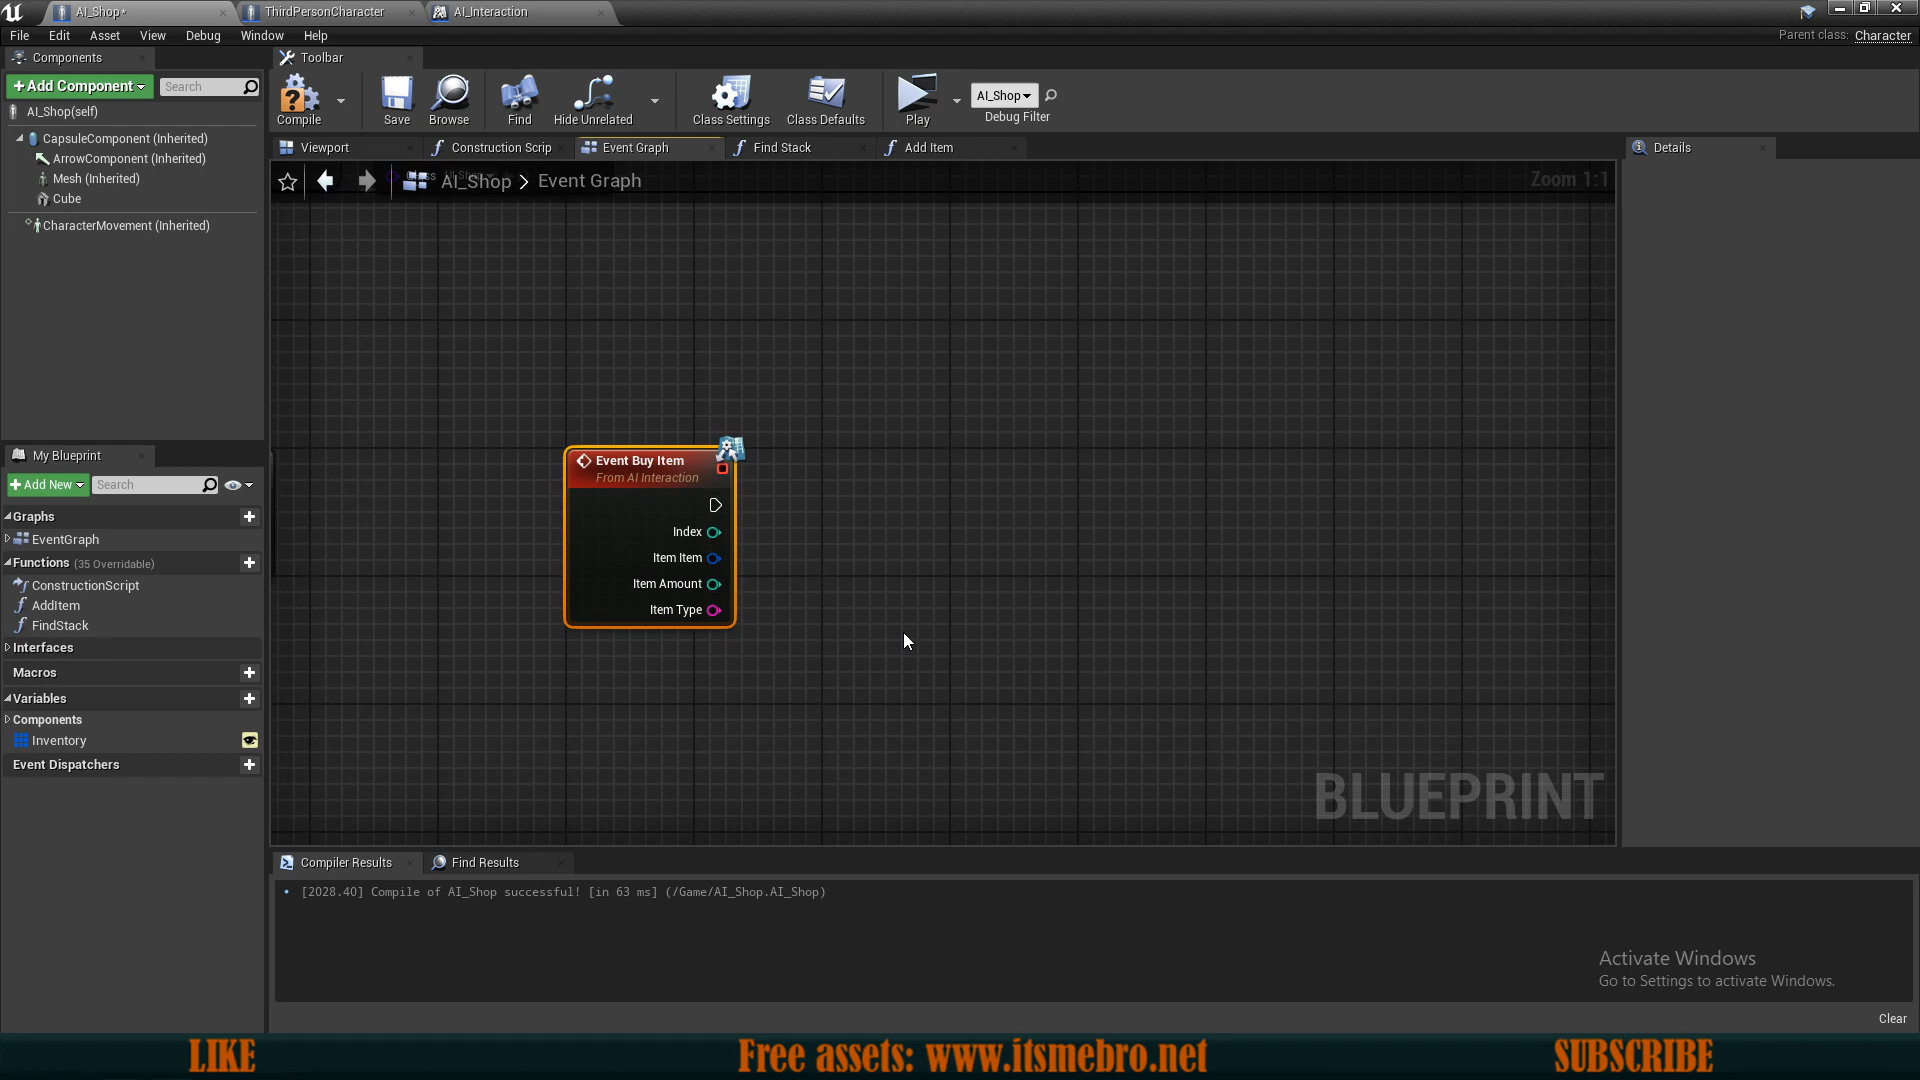 AI_Shop*
ThirdPersonCharacter
AI_Interaction
File Edit Asset View Debug Window Help
Parent class: Character
Components
Toolbar
Add Component
Search
AI_Shop(self)
CapsuleComponent (Inherited)
ArrowComponent (Inherited)
Mesh (Inherited)
Cube
CharacterMovement (Inherited)
Compile
Save
Browse
Find
Hide Unrelated
Class Settings
Class Defaults
Play
AI_Shop
Debug Filter
Viewport
Construction Scrip
Event Graph
Find Stack
Add Item
Details
AI_Shop > Event Graph
Zoom 1:1
Event Buy Item
From AI Interaction
Index
Item Item
Item Amount
Item Type
BLUEPRINT
My Blueprint
Add New
Search
Graphs
EventGraph
Functions (35 Overridable)
ConstructionScript
AddItem
FindStack
Interfaces
Macros
Variables
Components
Inventory
Event Dispatchers
Compiler Results
Find Results
[2028.40] Compile of AI_Shop successful! [in 63 ms] (/Game/AI_Shop.AI_Shop)
Activate Windows
Go to Settings to activate Windows.
Clear
LIKE
Free assets: www.itsmebro.net
SUBSCRIBE